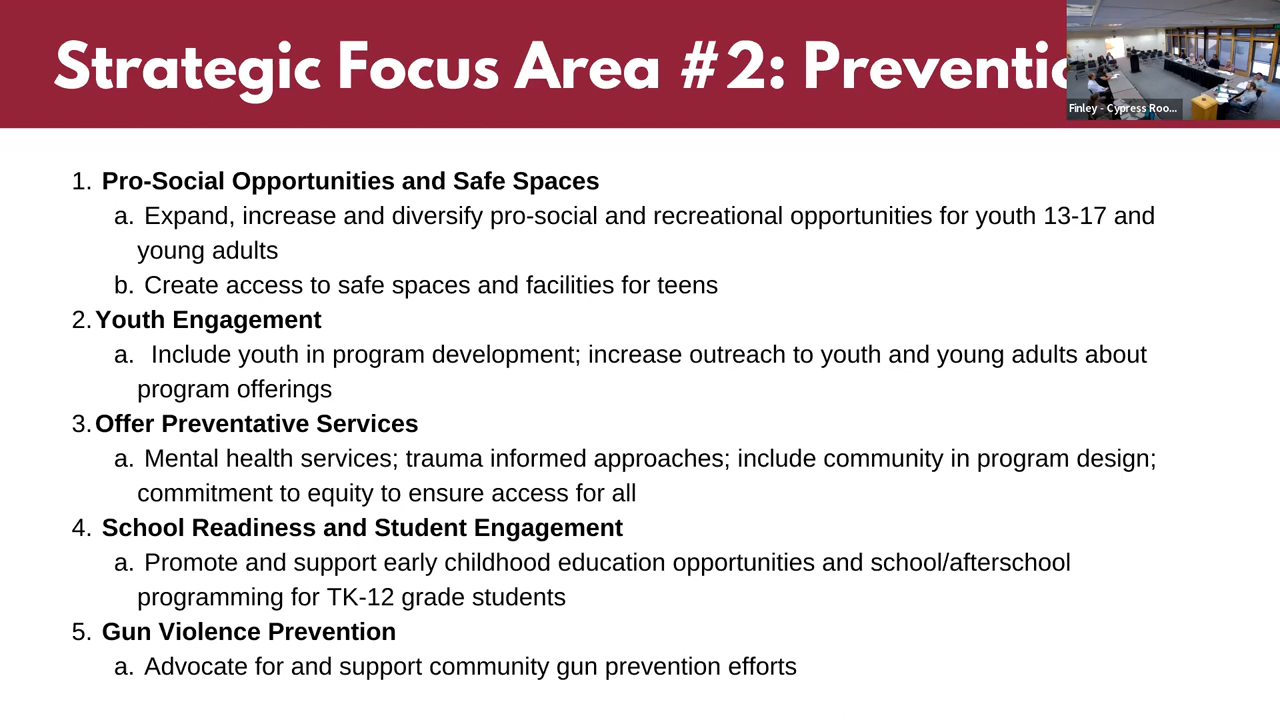 Strategic Focus Area #2: Preventio
Finley - Cypress Roo...
1. Pro-Social Opportunities and Safe Spaces
a. Expand, increase and diversify pro-social and recreational opportunities for youth 13-17 and
young adults
b. Create access to safe spaces and facilities for teens
2. Youth Engagement
a. Include youth in program development; increase outreach to youth and young adults about
program offerings
3. Offer Preventative Services
a. Mental health services; trauma informed approaches; include community in program design;
commitment to equity to ensure access for all
4. School Readiness and Student Engagement
a. Promote and support early childhood education opportunities and school/afterschool
programming for TK-12 grade students
5. Gun Violence Prevention
a. Advocate for and support community gun prevention efforts